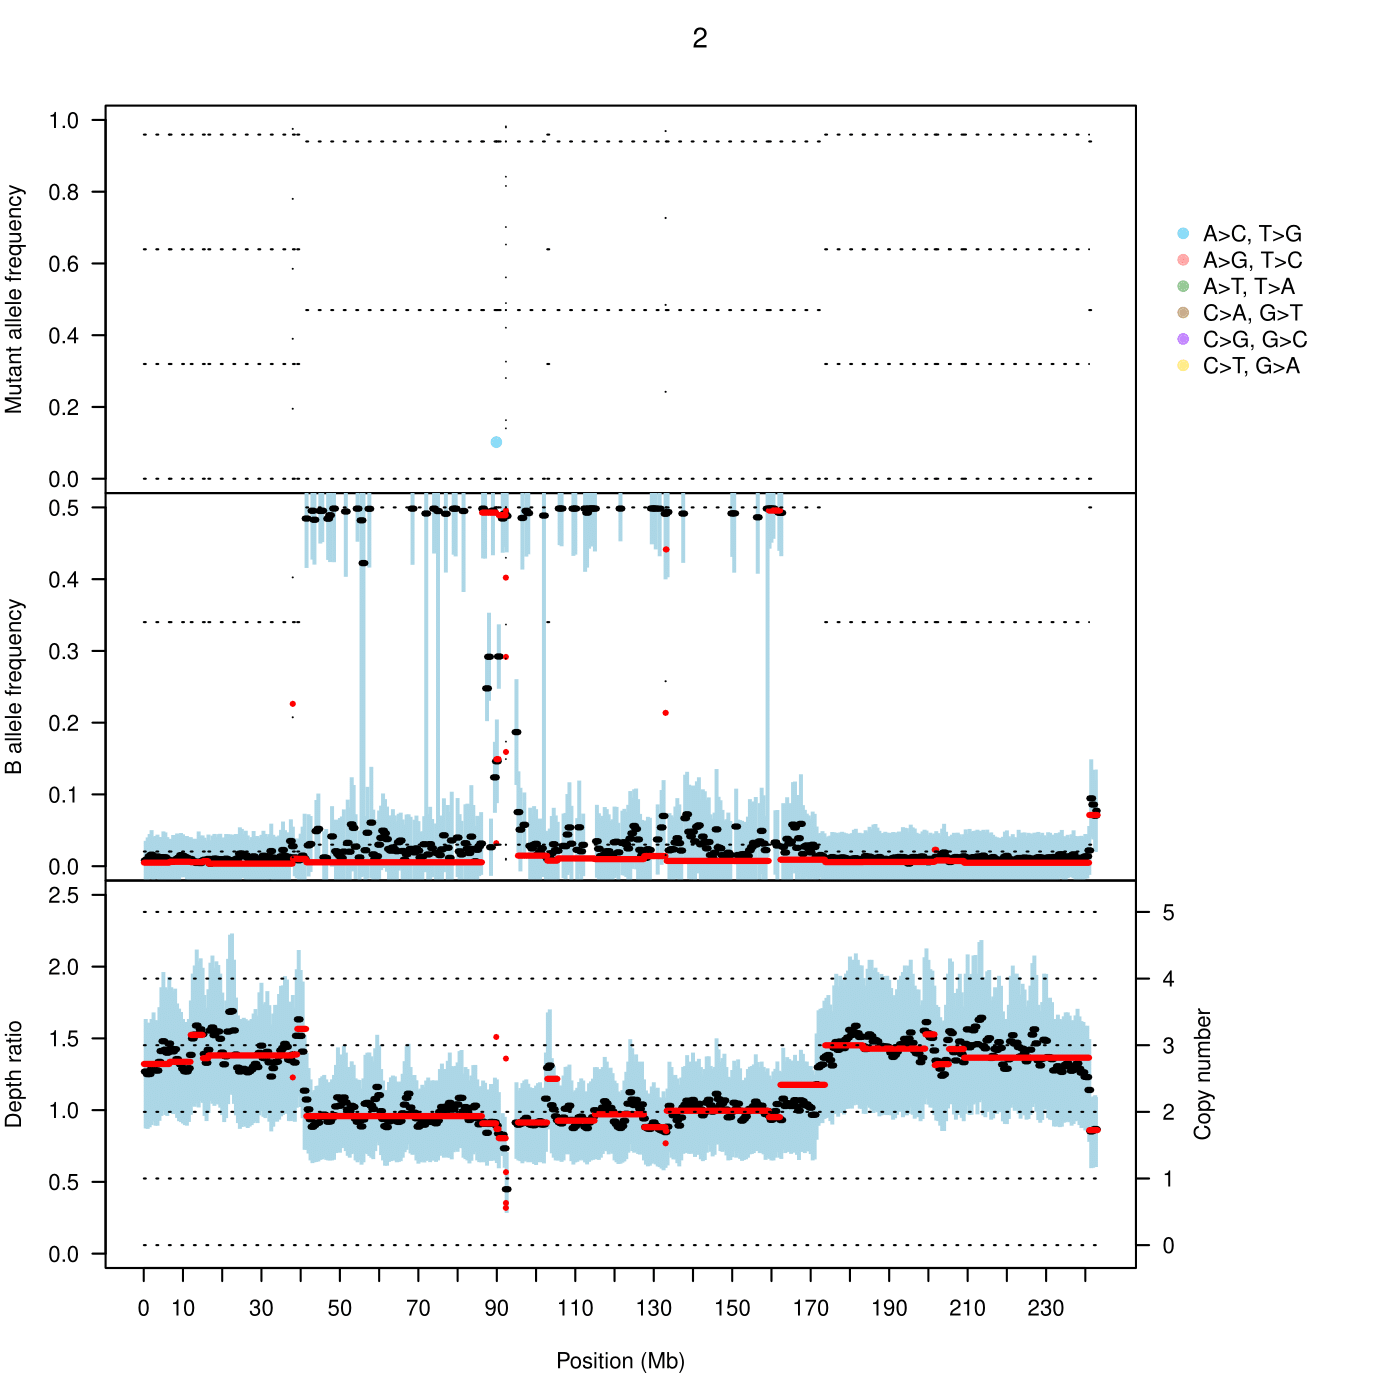 2
Mutant allele frequency
1.0
0.8
0.6
0.4
0.2
0.0
A>C, T>G
A>G, T>C
A>T, T>A
C>A, G>T
C>G, G>C
C>T, G>A
B allele frequency
0.5
0.4
0.3
0.2
0.1
0.0
Depth ratio
2.5
2.0
1.5
1.0
0.5
0.0
5
4
3
2
1
0
Copy number
0 10 30 50 70 90 110 130 150 170 190 210 230
Position (Mb)